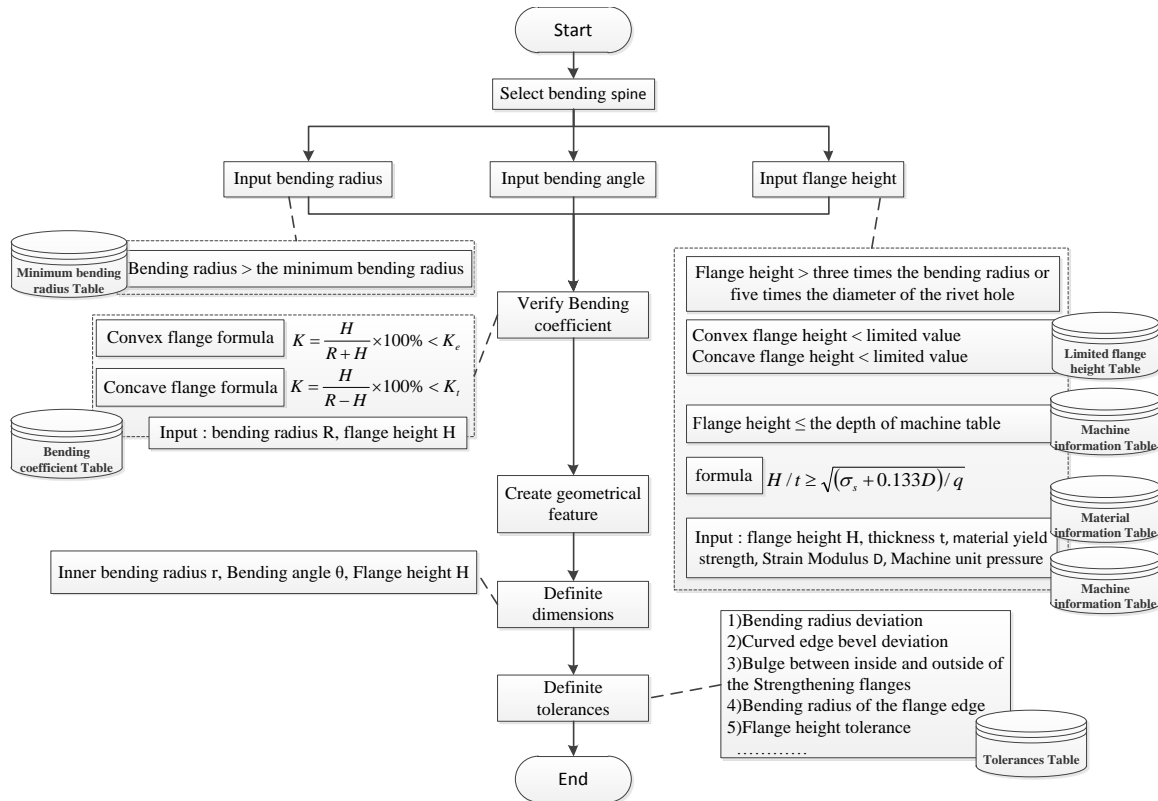 Start
Select bending spine
Input bending radius
Input bending angle
Input flange height
Minimum bending
radius Table
Bending radius > the minimum bending radius
Convex flange formula
K = H / (R + H) ×100% < K_e
Concave flange formula
K = H / (R − H) ×100% < K_t
Input : bending radius R, flange height H
Bending
coefficient Table
Verify Bending
coefficient
Flange height > three times the bending radius or
five times the diameter of the rivet hole
Convex flange height < limited value
Concave flange height < limited value
Limited flange
height Table
Flange height ≤ the depth of machine table
Machine
information Table
formula
H / t ≥ √((σ_s + 0.133D) / q)
Material
information Table
Input : flange height H, thickness t, material yield
strength, Strain Modulus D, Machine unit pressure
Machine
information Table
Create geometrical
feature
Inner bending radius r, Bending angle θ, Flange height H
Definite
dimensions
Definite
tolerances
1)Bending radius deviation
2)Curved edge bevel deviation
3)Bulge between inside and outside of
the Strengthening flanges
4)Bending radius of the flange edge
5)Flange height tolerance
…………
Tolerances Table
End